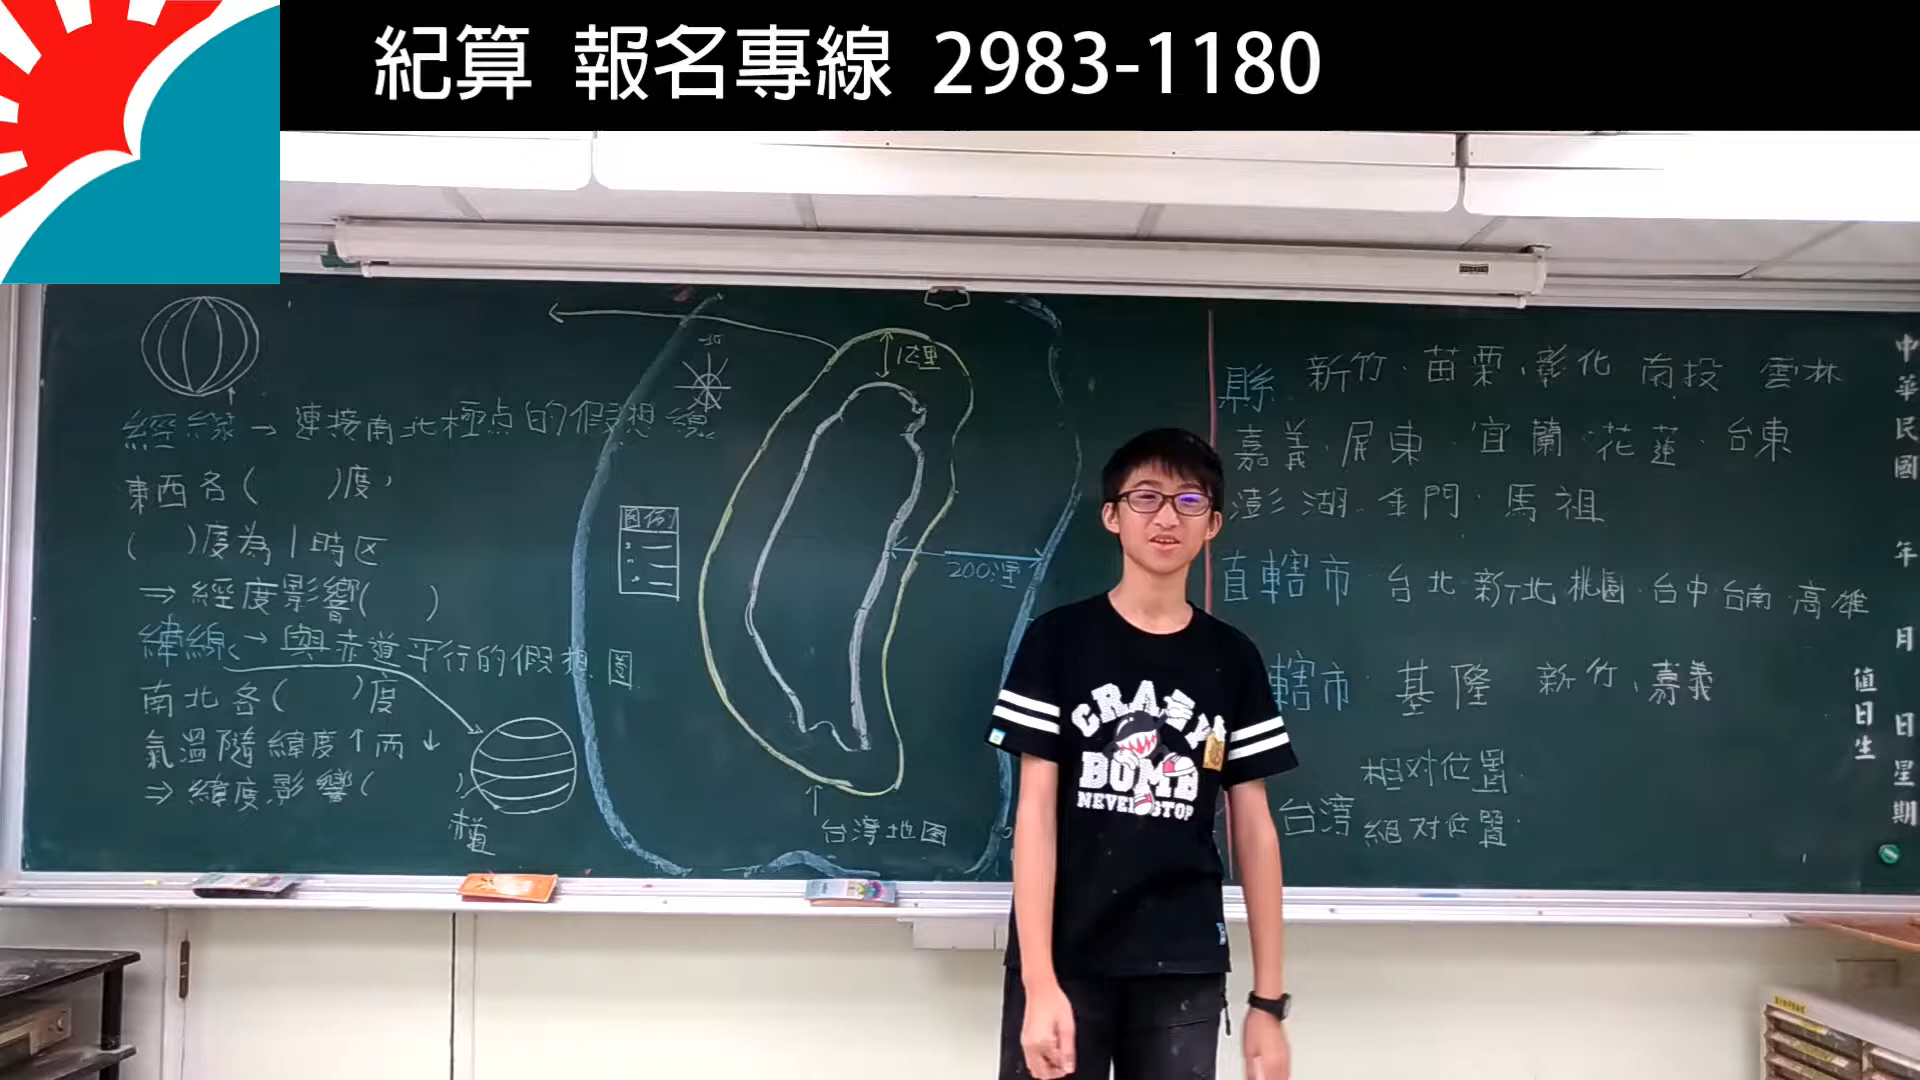 紀算 報名專線 2983-1180
經線→連接南北極点的假想線
東西各(  )度,
(  )度為1時区
⇒經度影響(  )
緯線→與赤道平行的假想圈
南北各(  )度
氣溫隨緯度↑而↓
⇒緯度影響(  )
赤道
北
图例
12浬
200浬
台湾地図
縣 新竹、苗栗、彰化 南投 雲林
嘉義、屏東、宜蘭、花蓮、台東
澎湖、金門、馬祖
直轄市 台北 新北 桃園、台中 台南、高雄
轄市 基隆 新竹、嘉義
相对位置
台湾 絕对位置
中華民國 年 月 日 星期
值日生
CRAZY
BOMB
NEVER STOP